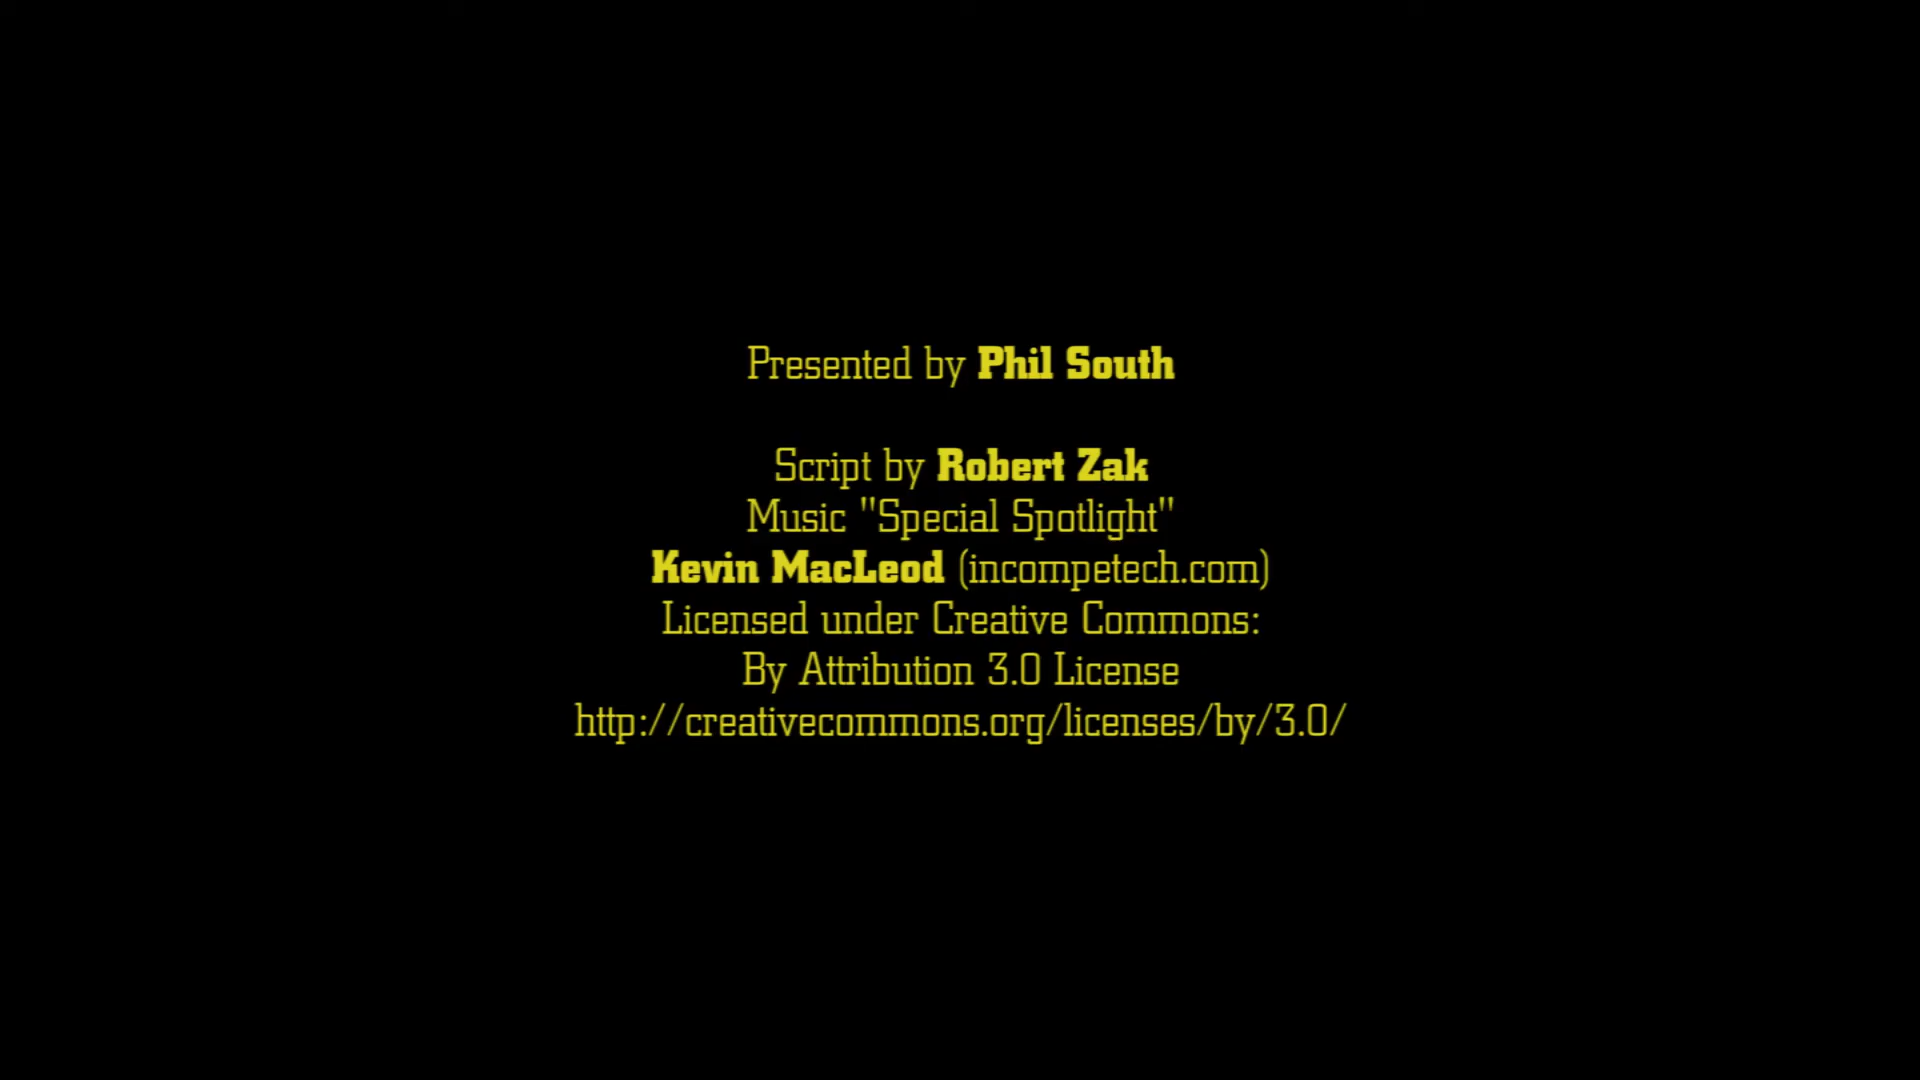 Presented by Phil South
Script by Robert Zak
Music "Special Spotlight"
Kevin MacLeod (incompetech.com)
Licensed under Creative Commons:
By Attribution 3.0 License
http://creativecommons.org/licenses/by/3.0/